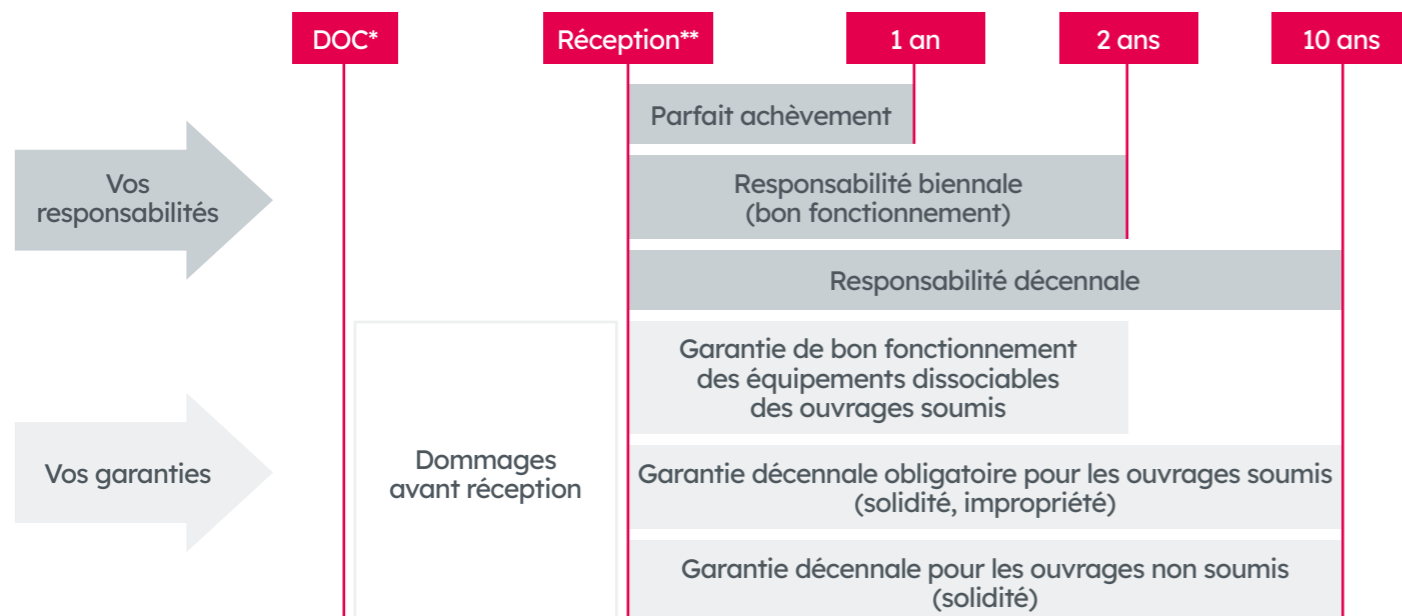 DOC*
Réception**
1 an
2 ans
10 ans
Parfait achèvement
Vos
responsabilités
Responsabilité biennale
(bon fonctionnement)
Responsabilité décennale
Garantie de bon fonctionnement
des équipements dissociables
des ouvrages soumis
Vos garanties
Dommages
avant réception
Garantie décennale obligatoire pour les ouvrages soumis
(solidité, impropriété)
Garantie décennale pour les ouvrages non soumis
(solidité)